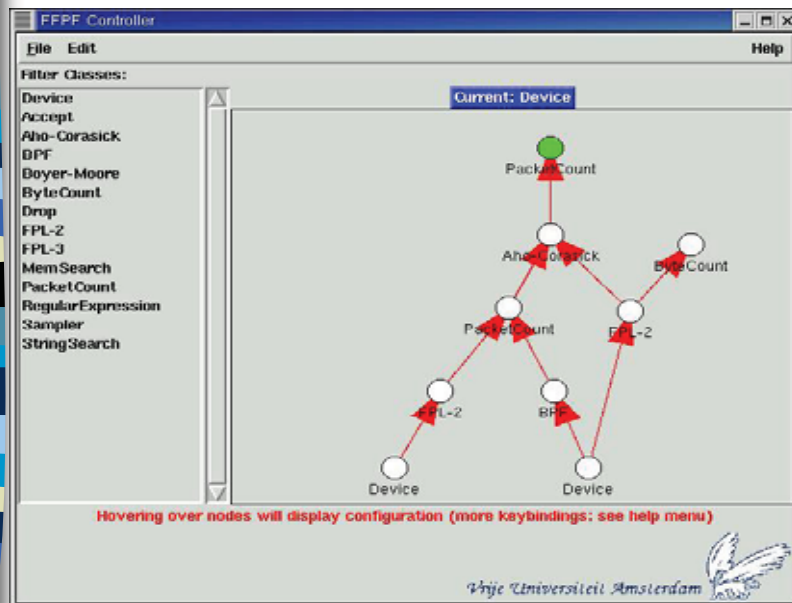 FFPF Controller
File Edit Help
Filter Classes:
Device
Accept
Aho-Corasick
BPF
Boyer-Moore
ByteCount
Drop
FPL-2
FPL-3
MemSearch
PacketCount
RegularExpression
Sampler
StringSearch
Current: Device
PacketCount
Aho-Corasick
ByteCount
PacketCount
FPL-2
FPL-2
BPF
Device
Device
Hovering over nodes will display configuration (more keybindings: see help menu)
Vrije Universiteit Amsterdam